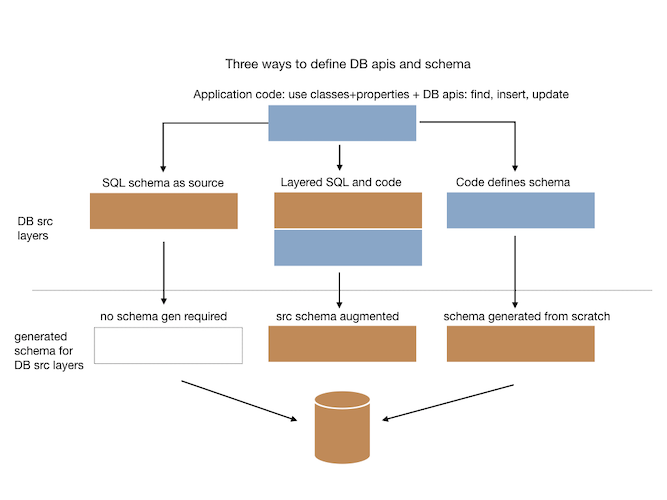 Three ways to define DB apis and schema
Application code: use classes+properties + DB apis: find, insert, update
SQL schema as source
Layered SQL and code
Code defines schema
DB src
layers
no schema gen required
src schema augmented
schema generated from scratch
generated
schema for
DB src layers